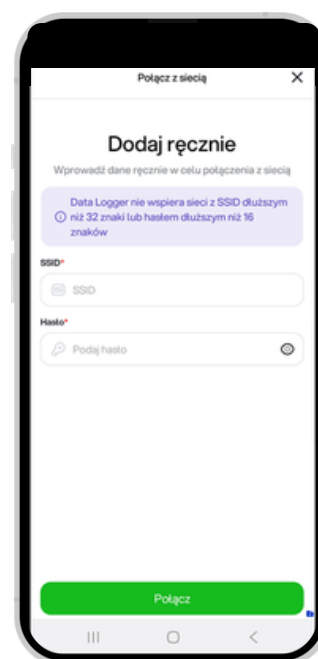 Połącz z siecią
Dodaj ręcznie
Wprowadź dane ręcznie w celu połączenia z siecią
Data Logger nie wspiera sieci z SSID dłuższym
niż 32 znaki lub hasłem dłuższym niż 16
znaków
SSID*
SSID
Hasło*
Podaj hasło
Połącz